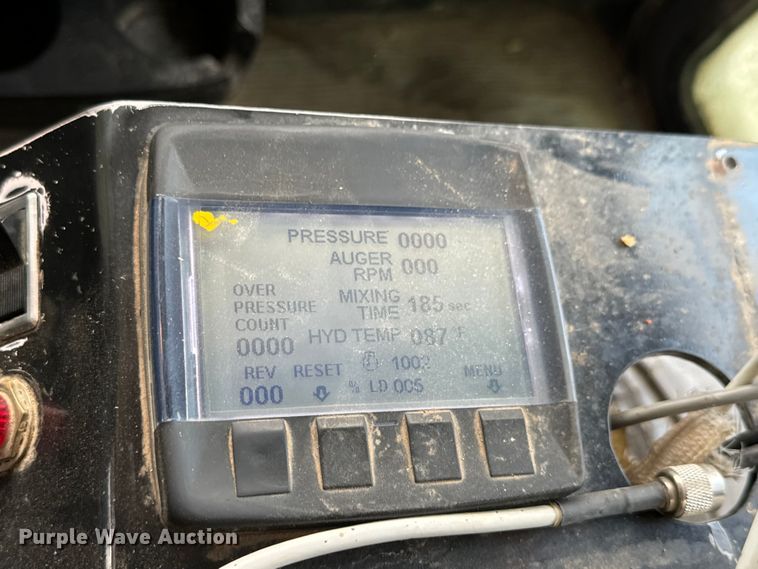 PRESSURE 0000
AUGER RPM 000
OVER PRESSURE COUNT 0000
MIXING TIME 185 sec
HYD TEMP 087 °F
REV 000
RESET
1002
% LD 005
MENU
Purple Wave Auction